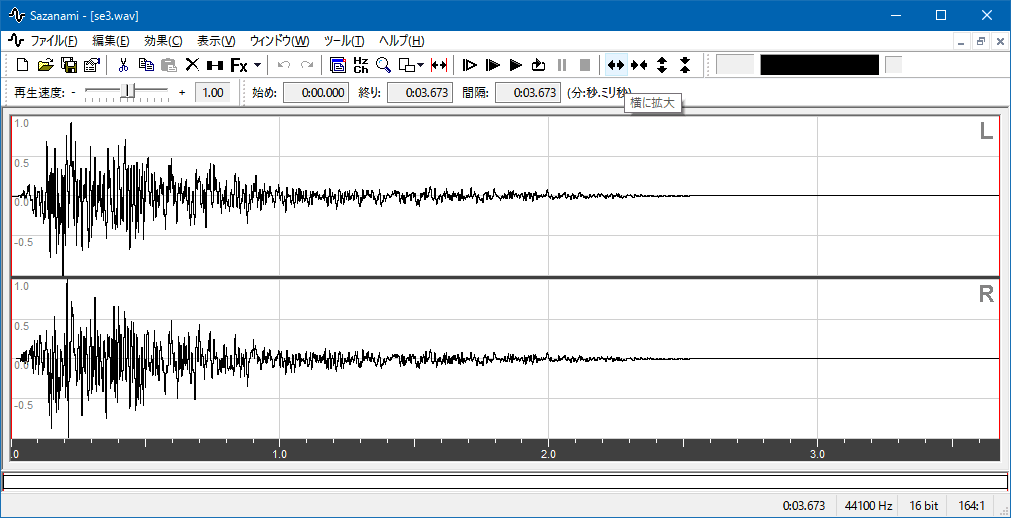 Sazanami - [se3.wav]
ファイル(F) 編集(E) 効果(C) 表示(V) ウインドウ(W) ツール(T) ヘルプ(H)
Fx Hz Ch
再生速度: - + 1.00 始め: 0:00.000 終り: 0:03.673 間隔: 0:03.673 (分:秒.ミリ秒)
横に拡大
1.0 L
0.5
0.0
-0.5
1.0 R
0.5
0.0
-0.5
.0 1.0 2.0 3.0
0:03.673 44100 Hz 16 bit 164:1